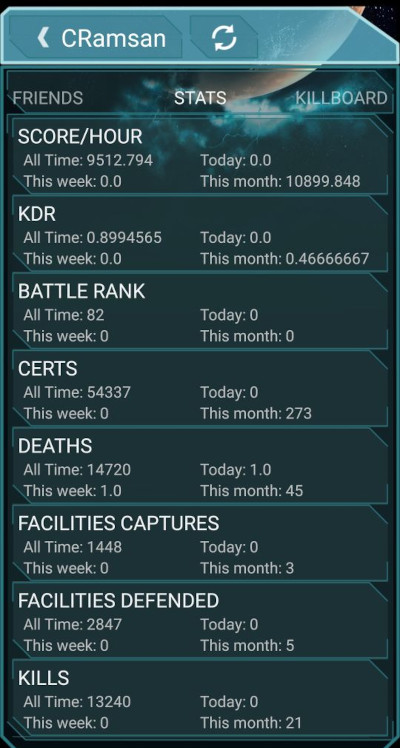 CRamsan
FRIENDS STATS KILLBOARD
SCORE/HOUR
All Time: 9512.794 Today: 0.0
This week: 0.0 This month: 10899.848
KDR
All Time: 0.8994565 Today: 0.0
This week: 0.0 This month: 0.46666667
BATTLE RANK
All Time: 82 Today: 0
This week: 0 This month: 0
CERTS
All Time: 54337 Today: 0
This week: 0 This month: 273
DEATHS
All Time: 14720 Today: 1.0
This week: 1.0 This month: 45
FACILITIES CAPTURES
All Time: 1448 Today: 0
This week: 0 This month: 3
FACILITIES DEFENDED
All Time: 2847 Today: 0
This week: 0 This month: 5
KILLS
All Time: 13240 Today: 0
This week: 0 This month: 21